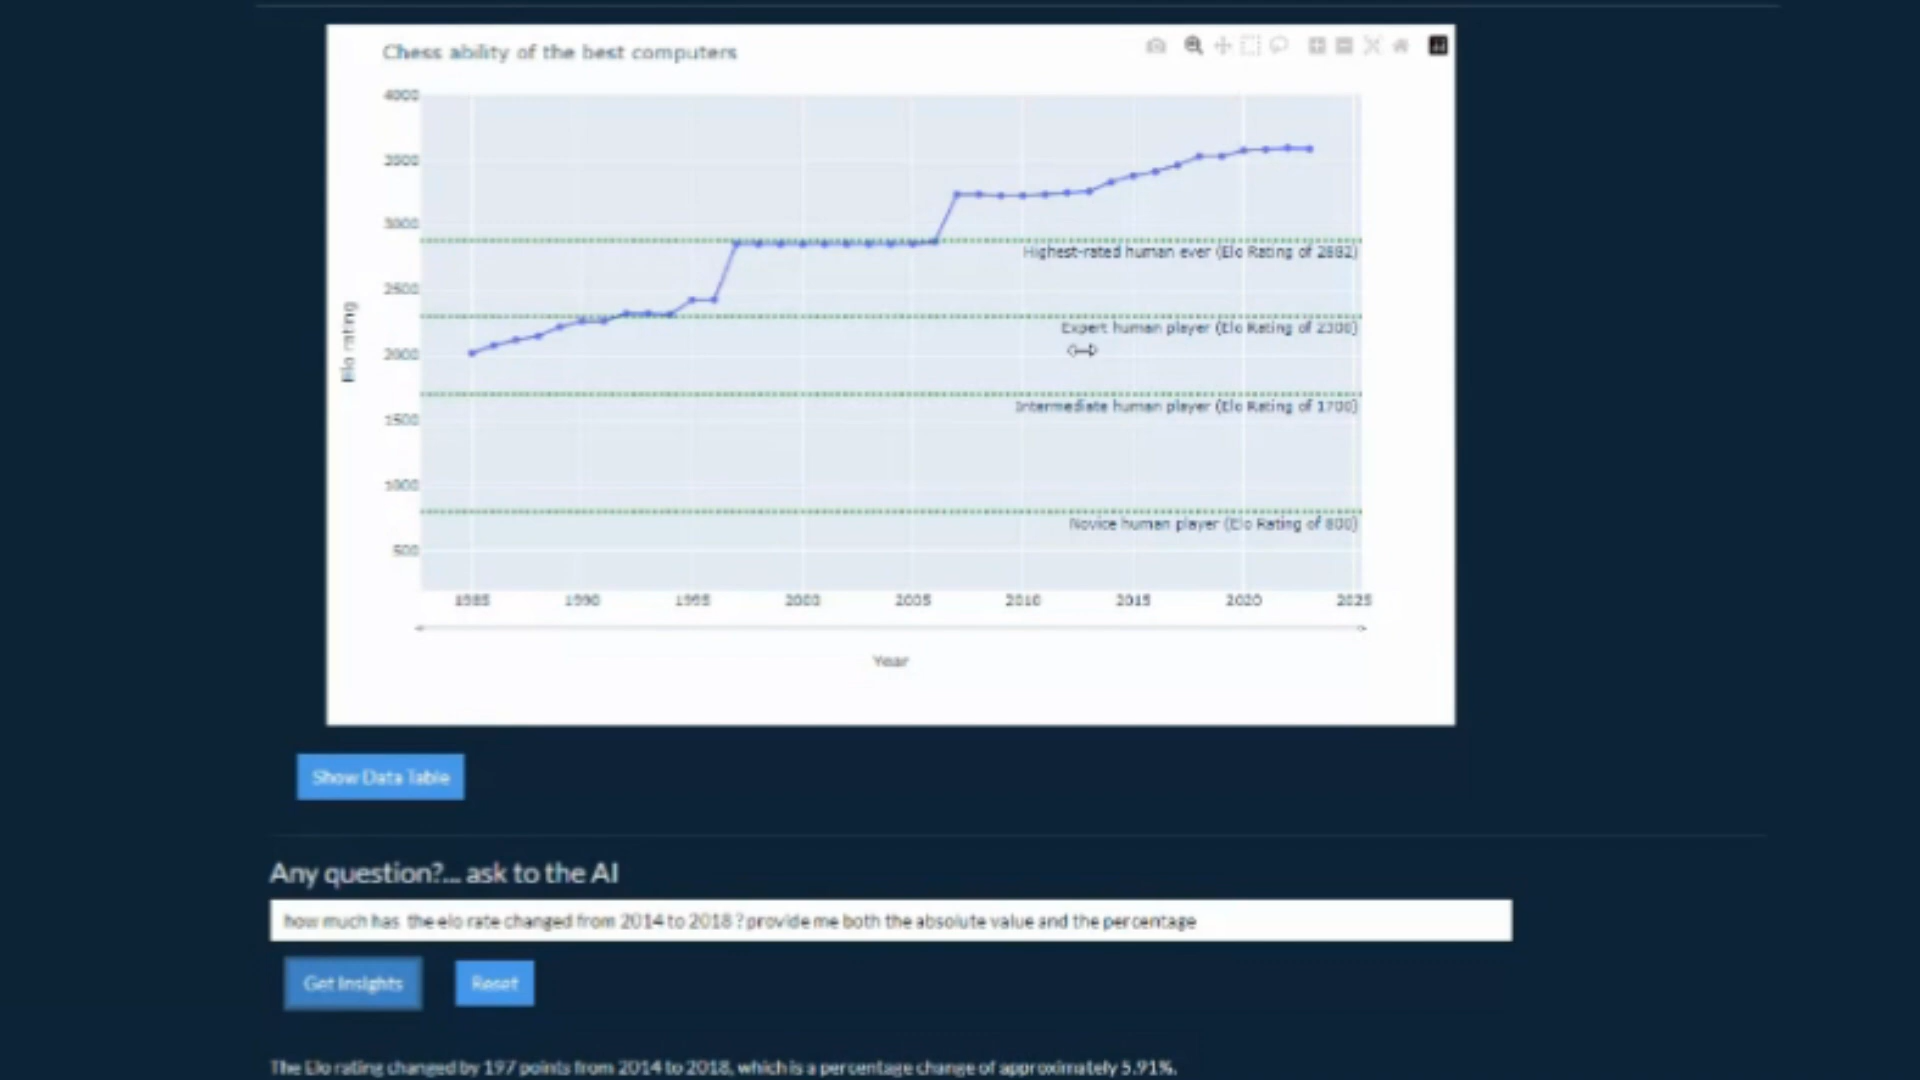 Chess ability of the best computers
4000
3500
3000
Highest-rated human ever (Elo Rating of 2882)
2500
Expert human player (Elo Rating of 2300)
2000
Elo rating
Intermediate human player (Elo Rating of 1700)
1500
1000
Novice human player (Elo Rating of 800)
500
1985 1990 1995 2000 2005 2010 2015 2020 2025
Year
Show Data Table
Any question?... ask to the AI
how much has the elo rate changed from 2014 to 2018 ? provide me both the absolute value and the percentage
Get Insights Reset
The Elo rating changed by 197 points from 2014 to 2018, which is a percentage change of approximately 5.91%.